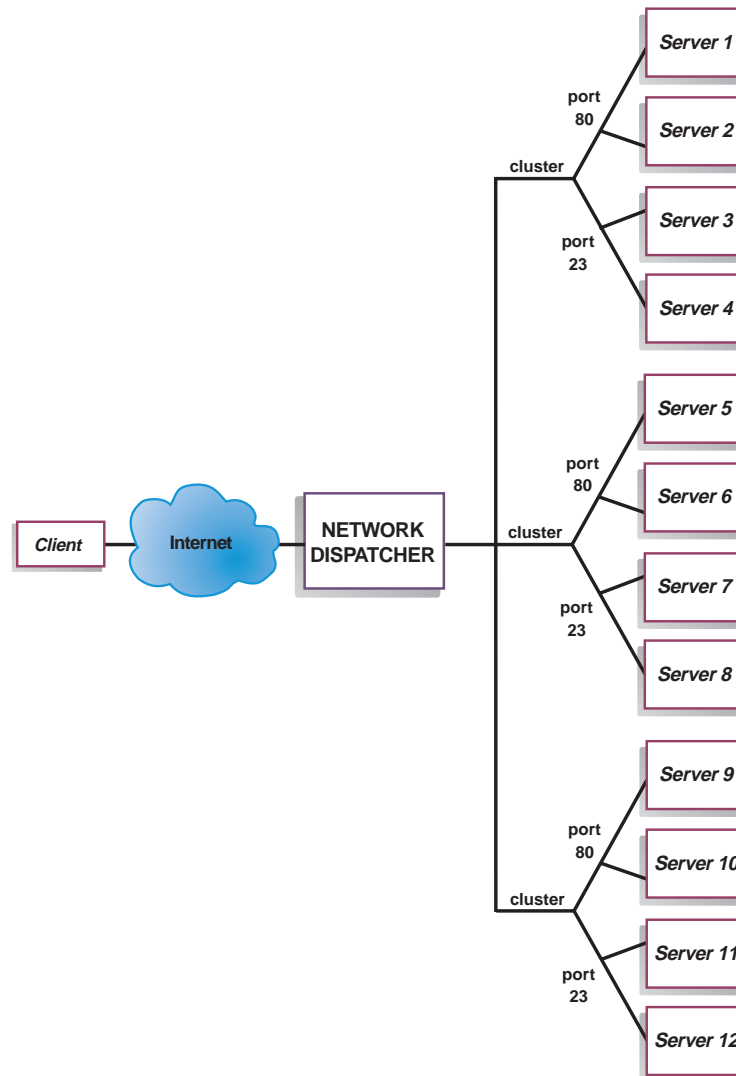 Server 1
port
80
Server 2
cluster
Server 3
port
23
Server 4
Server 5
port
80
Server 6
Client
Internet
NETWORK
DISPATCHER
cluster
Server 7
port
23
Server 8
Server 9
port
80
Server 10
cluster
Server 11
port
23
Server 12